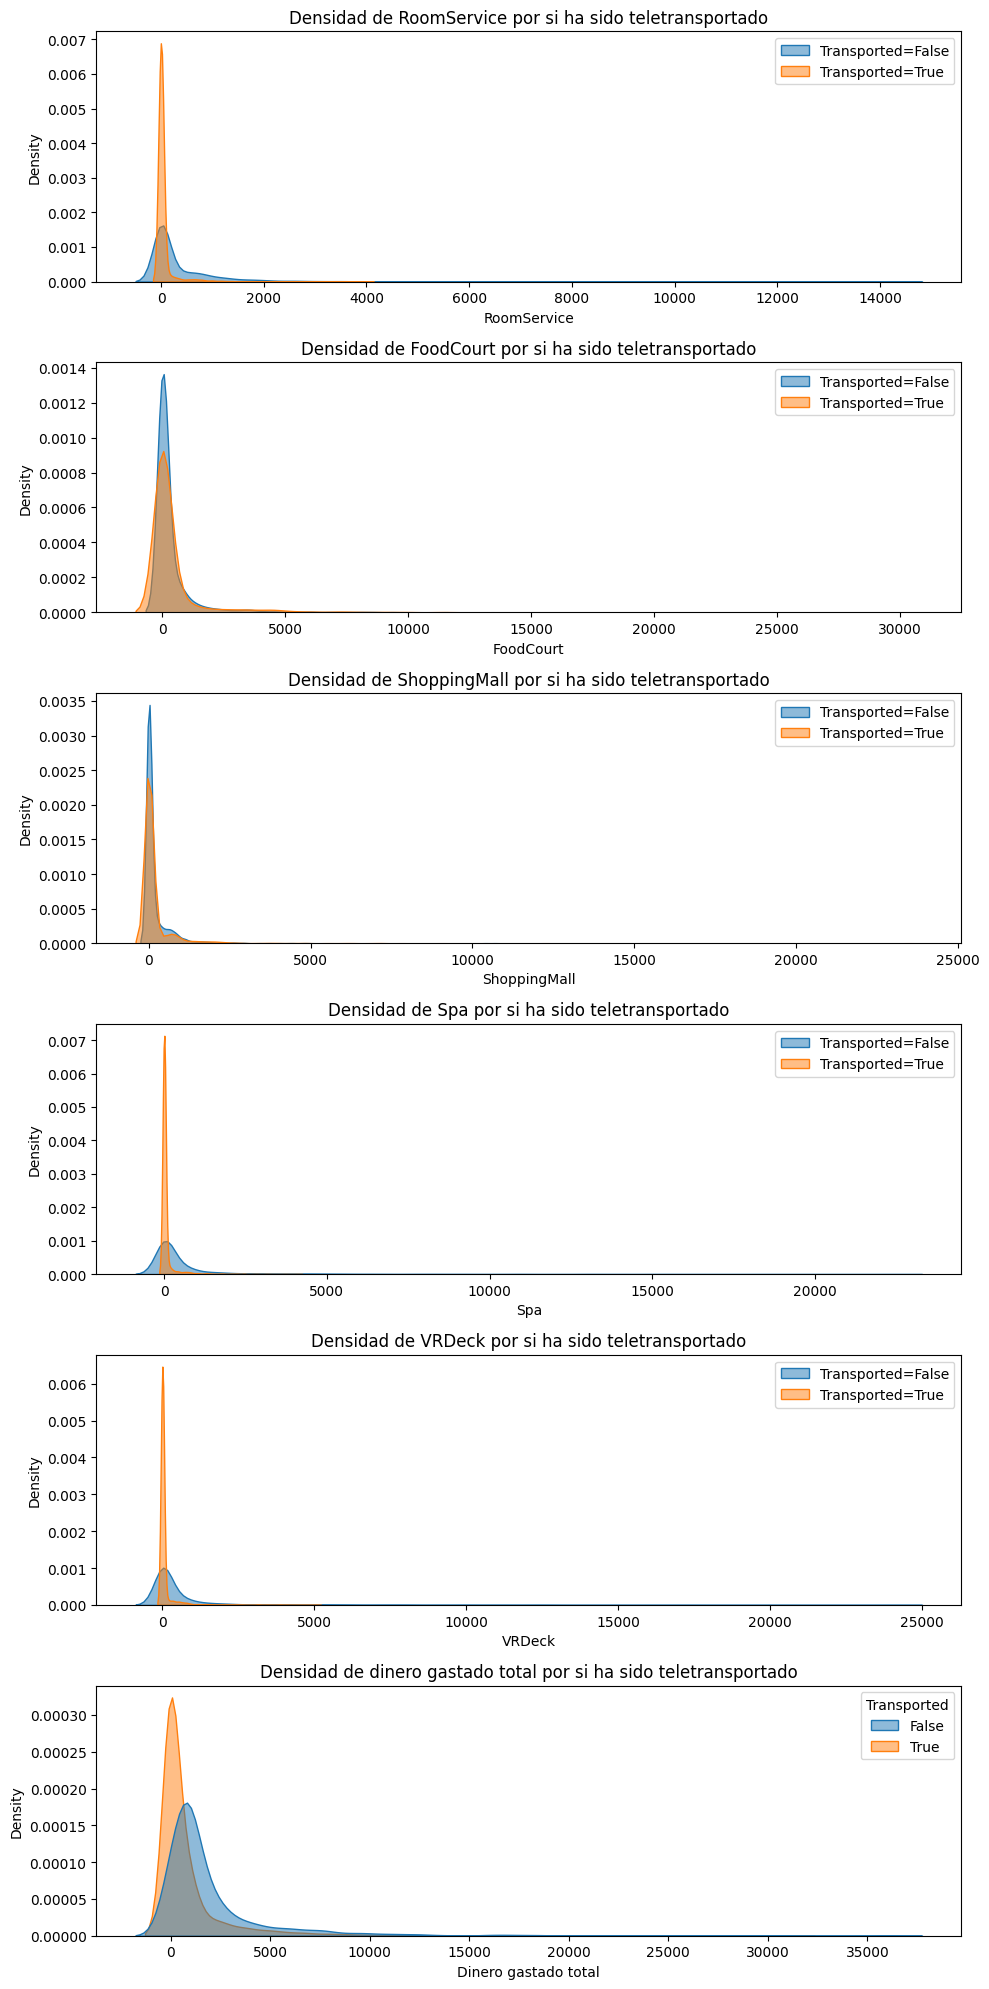 Densidad de RoomService por si ha sido teletransportado
0.007
0.006
0.005
0.004
0.003
0.002
0.001
0.000
Density
Transported=False
Transported=True
0 2000 4000 6000 8000 10000 12000 14000
RoomService
Densidad de FoodCourt por si ha sido teletransportado
0.0014
0.0012
0.0010
0.0008
0.0006
0.0004
0.0002
0.0000
Density
Transported=False
Transported=True
0 5000 10000 15000 20000 25000 30000
FoodCourt
Densidad de ShoppingMall por si ha sido teletransportado
0.0035
0.0030
0.0025
0.0020
0.0015
0.0010
0.0005
0.0000
Density
Transported=False
Transported=True
0 5000 10000 15000 20000 25000
ShoppingMall
Densidad de Spa por si ha sido teletransportado
0.007
0.006
0.005
0.004
0.003
0.002
0.001
0.000
Density
Transported=False
Transported=True
0 5000 10000 15000 20000
Spa
Densidad de VRDeck por si ha sido teletransportado
0.006
0.005
0.004
0.003
0.002
0.001
0.000
Density
Transported=False
Transported=True
0 5000 10000 15000 20000 25000
VRDeck
Densidad de dinero gastado total por si ha sido teletransportado
0.00030
0.00025
0.00020
0.00015
0.00010
0.00005
0.00000
Density
Transported
False
True
0 5000 10000 15000 20000 25000 30000 35000
Dinero gastado total